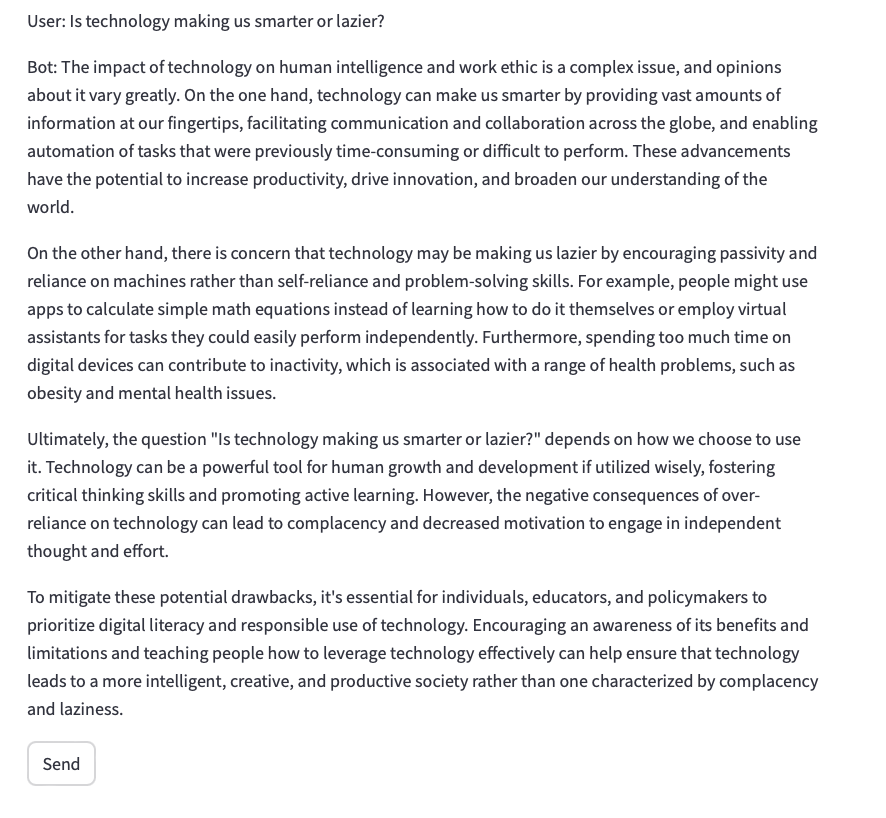 User: Is technology making us smarter or lazier?
Bot: The impact of technology on human intelligence and work ethic is a complex issue, and opinions
about it vary greatly. On the one hand, technology can make us smarter by providing vast amounts of
information at our fingertips, facilitating communication and collaboration across the globe, and enabling
automation of tasks that were previously time-consuming or difficult to perform. These advancements
have the potential to increase productivity, drive innovation, and broaden our understanding of the
world.
On the other hand, there is concern that technology may be making us lazier by encouraging passivity and
reliance on machines rather than self-reliance and problem-solving skills. For example, people might use
apps to calculate simple math equations instead of learning how to do it themselves or employ virtual
assistants for tasks they could easily perform independently. Furthermore, spending too much time on
digital devices can contribute to inactivity, which is associated with a range of health problems, such as
obesity and mental health issues.
Ultimately, the question "Is technology making us smarter or lazier?" depends on how we choose to use
it. Technology can be a powerful tool for human growth and development if utilized wisely, fostering
critical thinking skills and promoting active learning. However, the negative consequences of over-
reliance on technology can lead to complacency and decreased motivation to engage in independent
thought and effort.
To mitigate these potential drawbacks, it's essential for individuals, educators, and policymakers to
prioritize digital literacy and responsible use of technology. Encouraging an awareness of its benefits and
limitations and teaching people how to leverage technology effectively can help ensure that technology
leads to a more intelligent, creative, and productive society rather than one characterized by complacency
and laziness.
Send